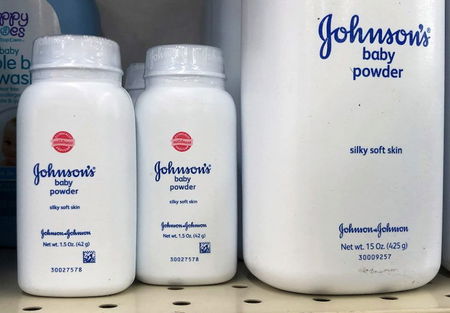 Johnson's®
baby
powder
silky soft skin
Johnson&Johnson
Net wt. 1.5 Oz. (42 g)
30027578
Johnson's®
baby
powder
silky soft skin
Johnson&Johnson
Net wt. 1.5 Oz. (42 g)
30027578
Johnson's®
baby
powder
silky soft skin
Johnson&Johnson
Net wt. 15 Oz. (425 g)
30009257
baby
wash